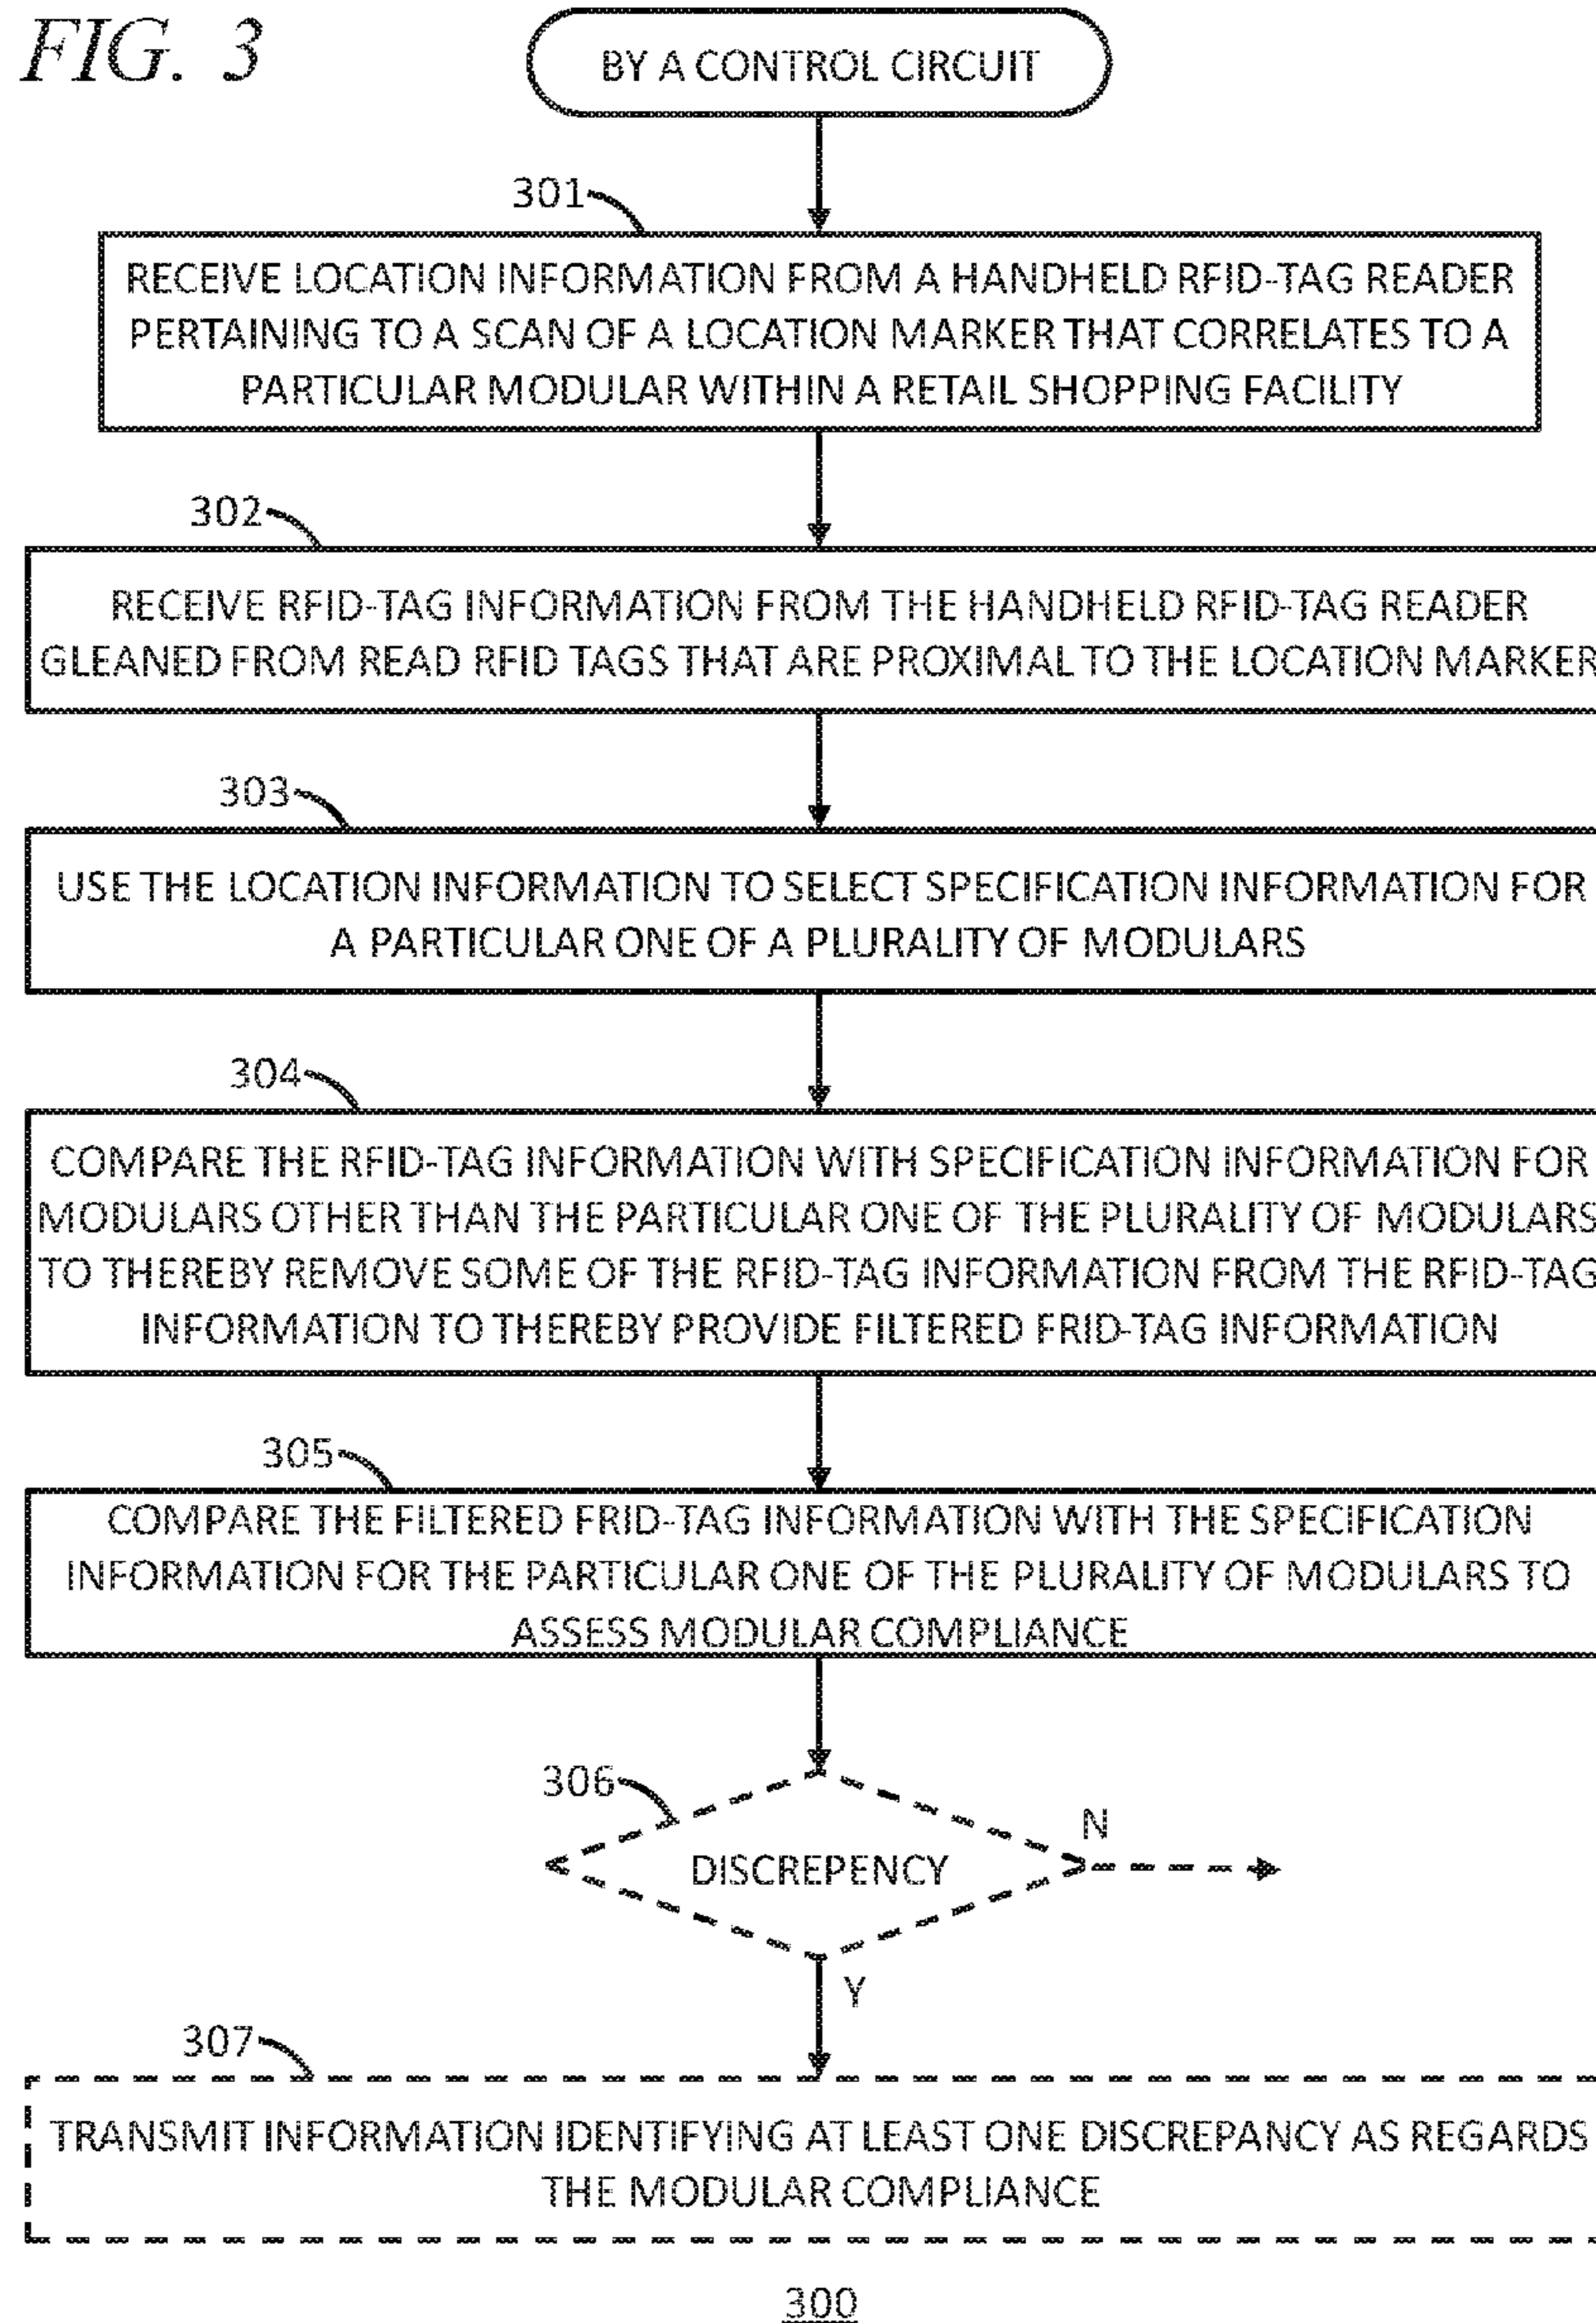 FIG. 3
BY A CONTROL CIRCUIT
301
RECEIVE LOCATION INFORMATION FROM A HANDHELD RFID-TAG READER
PERTAINING TO A SCAN OF A LOCATION MARKER THAT CORRELATES TO A
PARTICULAR MODULAR WITHIN A RETAIL SHOPPING FACILITY
302
RECEIVE RFID-TAG INFORMATION FROM THE HANDHELD RFID-TAG READER
GLEANED FROM READ RFID TAGS THAT ARE PROXIMAL TO THE LOCATION MARKER
303
USE THE LOCATION INFORMATION TO SELECT SPECIFICATION INFORMATION FOR
A PARTICULAR ONE OF A PLURALITY OF MODULARS
304
COMPARE THE RFID-TAG INFORMATION WITH SPECIFICATION INFORMATION FOR
MODULARS OTHER THAN THE PARTICULAR ONE OF THE PLURALITY OF MODULARS
TO THEREBY REMOVE SOME OF THE RFID-TAG INFORMATION FROM THE RFID-TAG
INFORMATION TO THEREBY PROVIDE FILTERED FRID-TAG INFORMATION
305
COMPARE THE FILTERED FRID-TAG INFORMATION WITH THE SPECIFICATION
INFORMATION FOR THE PARTICULAR ONE OF THE PLURALITY OF MODULARS TO
ASSESS MODULAR COMPLIANCE
306
DISCREPENCY
N
Y
307
TRANSMIT INFORMATION IDENTIFYING AT LEAST ONE DISCREPANCY AS REGARDS
THE MODULAR COMPLIANCE
300